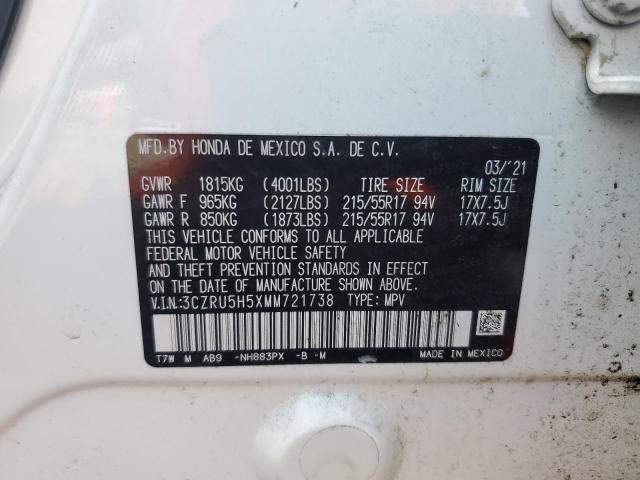 MFD.BY HONDA DE MEXICO S.A. DE C.V.
03/'21
GVWR 1815KG (4001LBS) TIRE SIZE RIM SIZE
GAWR F 965KG (2127LBS) 215/55R17 94V 17X7.5J
GAWR R 850KG (1873LBS) 215/55R17 94V 17X7.5J
THIS VEHICLE CONFORMS TO ALL APPLICABLE
FEDERAL MOTOR VEHICLE SAFETY
AND THEFT PREVENTION STANDARDS IN EFFECT
ON THE DATE OF MANUFACTURE SHOWN ABOVE.
V.I.N:3CZRU5H5XMM721738 TYPE: MPV
T7W M AB9 -NH883PX -B -M MADE IN MEXICO